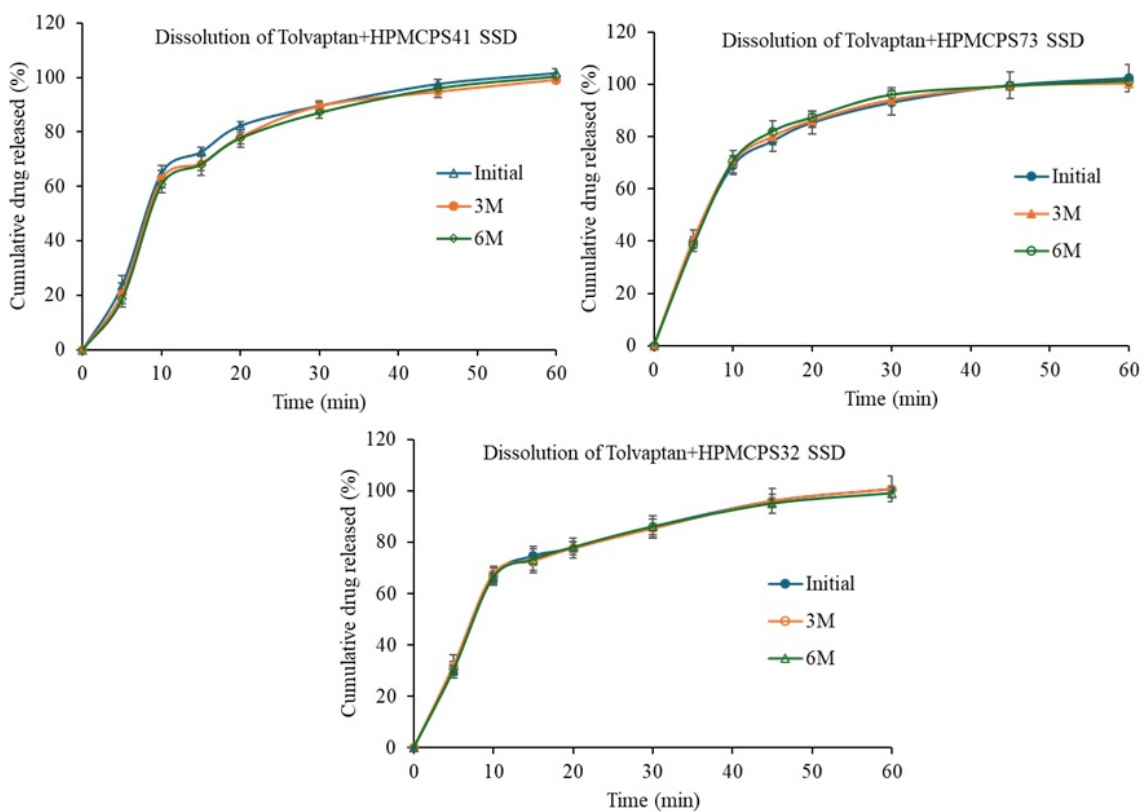 Dissolution of Tolvaptan+HPMCPS41 SSD
Cumulative drug released (%)
120
100
80
60
40
20
0
Initial
3M
6M
0 10 20 30 40 50 60
Time (min)
Dissolution of Tolvaptan+HPMCPS73 SSD
Cumulative drug released (%)
120
100
80
60
40
20
0
Initial
3M
6M
0 10 20 30 40 50 60
Time (min)
Dissolution of Tolvaptan+HPMCPS32 SSD
Cumulative drug released (%)
120
100
80
60
40
20
0
Initial
3M
6M
0 10 20 30 40 50 60
Time (min)